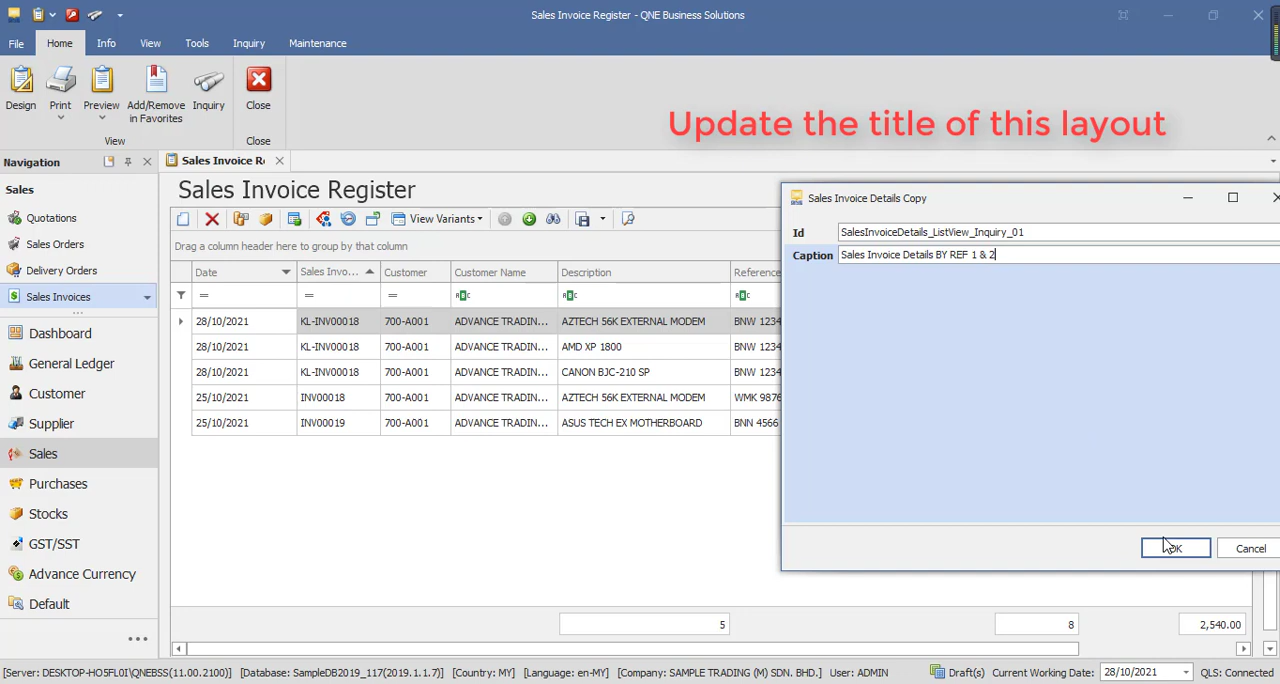 Sales Invoice Register - QNE Business Solutions
File Home Info View Tools Inquiry Maintenance
Design Print Preview Add/Remove in Favorites Inquiry Close
View Close
Update the title of this layout
Navigation
Sales Invoice Re
Sales
Quotations
Sales Orders
Delivery Orders
Sales Invoices
Dashboard
General Ledger
Customer
Supplier
Sales
Purchases
Stocks
GST/SST
Advance Currency
Default
Sales Invoice Register
View Variants
Drag a column header here to group by that column
Date Sales Invo... Customer Customer Name Description Reference
= = = ABC ABC ABC
28/10/2021 KL-INV00018 700-A001 ADVANCE TRADIN... AZTECH 56K EXTERNAL MODEM BNW 1234
28/10/2021 KL-INV00018 700-A001 ADVANCE TRADIN... AMD XP 1800 BNW 1234
28/10/2021 KL-INV00018 700-A001 ADVANCE TRADIN... CANON BJC-210 SP BNW 1234
25/10/2021 INV00018 700-A001 ADVANCE TRADIN... AZTECH 56K EXTERNAL MODEM WMK 9876
25/10/2021 INV00019 700-A001 ADVANCE TRADIN... ASUS TECH EX MOTHERBOARD BNN 4566
5 8 2,540.00
Sales Invoice Details Copy
Id SalesInvoiceDetails_ListView_Inquiry_01
Caption Sales Invoice Details BY REF 1 & 2
OK Cancel
[Server: DESKTOP-HO5FL0I\QNEBSS(11.00.2100)] [Database: SampleDB2019_117(2019.1.1.7)] [Country: MY] [Language: en-MY] [Company: SAMPLE TRADING (M) SDN. BHD.] User: ADMIN Draft(s) Current Working Date: 28/10/2021 QLS: Connected